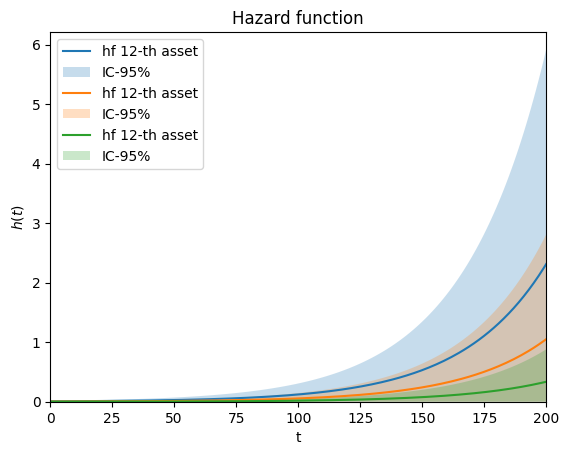 Hazard function
hf 12-th asset
IC-95%
hf 12-th asset
IC-95%
hf 12-th asset
IC-95%
h(t)
6
5
4
3
2
1
0
0 25 50 75 100 125 150 175 200
t